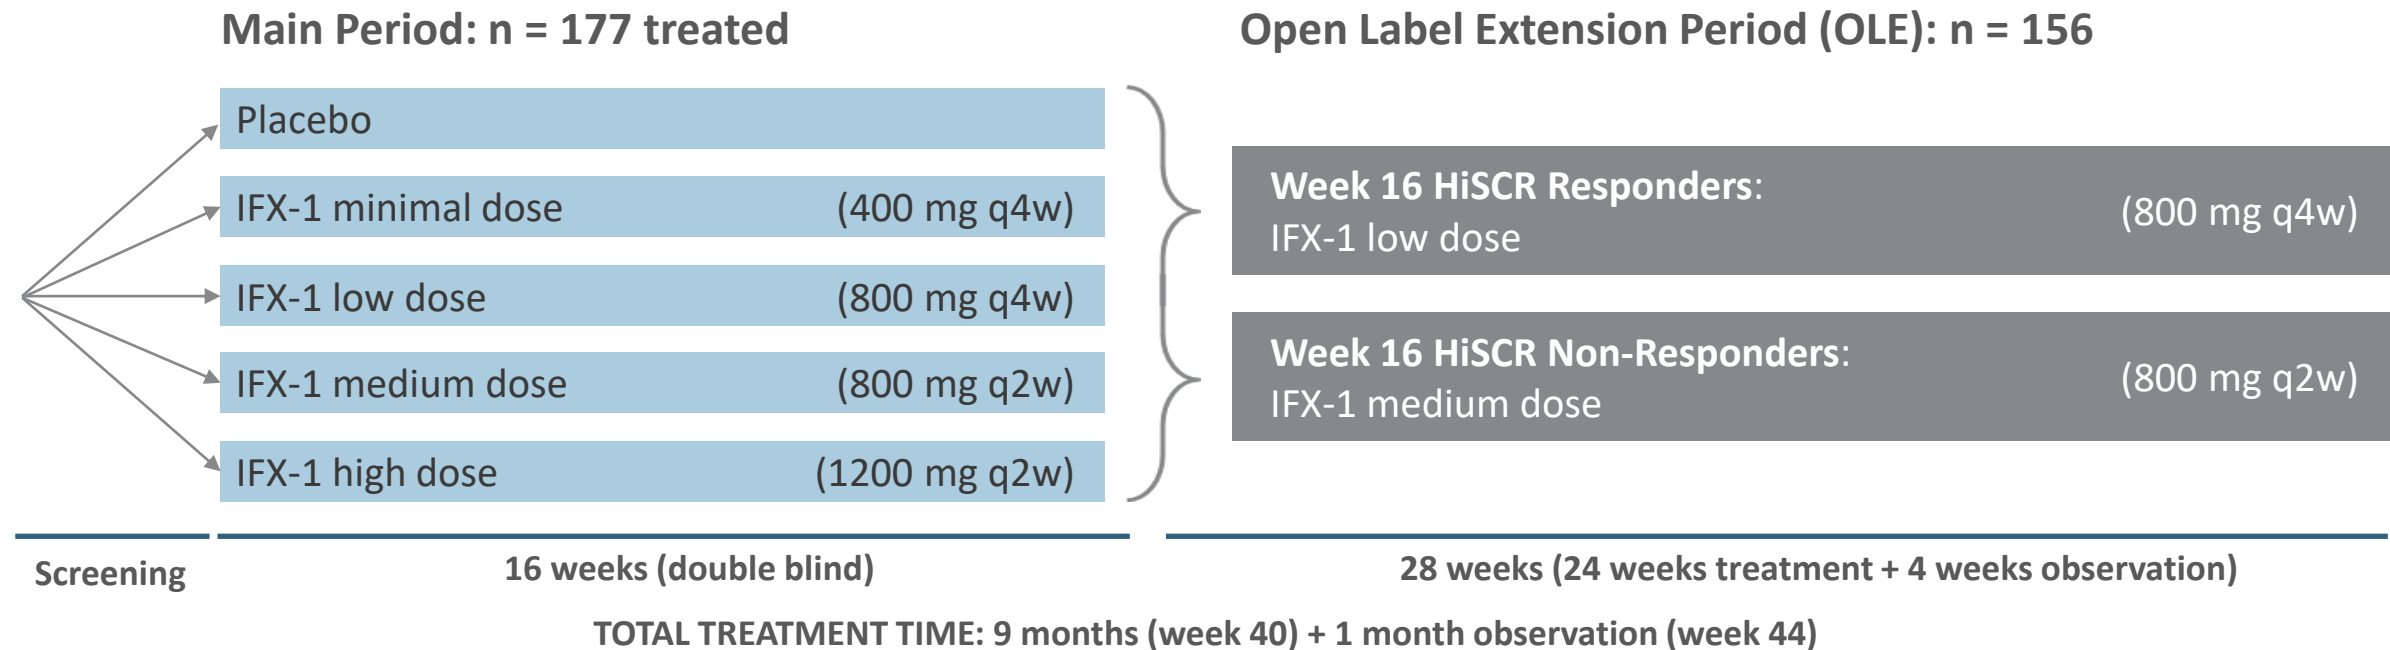 Main Period: n = 177 treated
Open Label Extension Period (OLE): n = 156
Placebo
IFX-1 minimal dose (400 mg q4w)
IFX-1 low dose (800 mg q4w)
IFX-1 medium dose (800 mg q2w)
IFX-1 high dose (1200 mg q2w)
Week 16 HiSCR Responders:
IFX-1 low dose
(800 mg q4w)
Week 16 HiSCR Non-Responders:
IFX-1 medium dose
(800 mg q2w)
Screening
16 weeks (double blind)
28 weeks (24 weeks treatment + 4 weeks observation)
TOTAL TREATMENT TIME: 9 months (week 40) + 1 month observation (week 44)